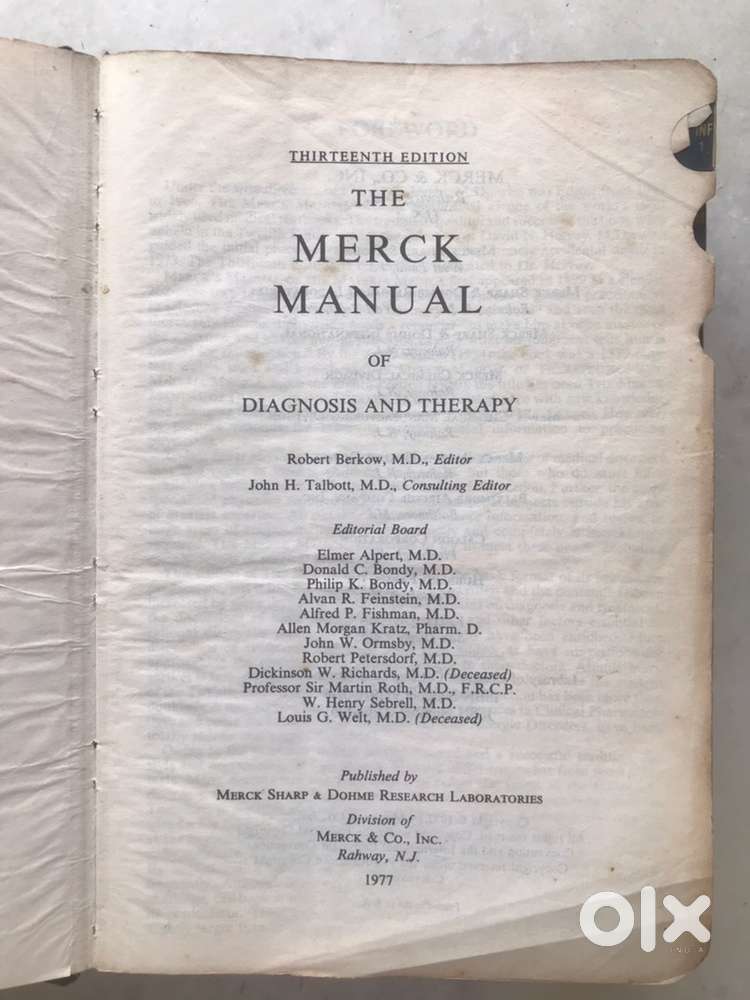 THIRTEENTH EDITION
THE
MERCK
MANUAL
OF
DIAGNOSIS AND THERAPY
Robert Berkow, M.D., Editor
John H. Talbott, M.D., Consulting Editor
Editorial Board
Elmer Alpert, M.D.
Donald C. Bondy, M.D.
Philip K. Bondy, M.D.
Alvan R. Feinstein, M.D.
Alfred P. Fishman, M.D.
Allen Morgan Kratz, Pharm. D.
John W. Ormsby, M.D.
Robert Petersdorf, M.D.
Dickinson W. Richards, M.D. (Deceased)
Professor Sir Martin Roth, M.D., F.R.C.P.
W. Henry Sebrell, M.D.
Louis G. Welt, M.D. (Deceased)
Published by
MERCK SHARP & DOHME RESEARCH LABORATORIES
Division of
MERCK & CO., INC.
Rahway, N.J.
1977
INF
1
olx
INDIA